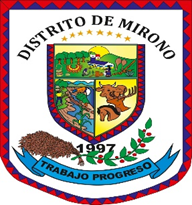 DISTRITO DE MIRONO
1997
TRABAJO PROGRESO